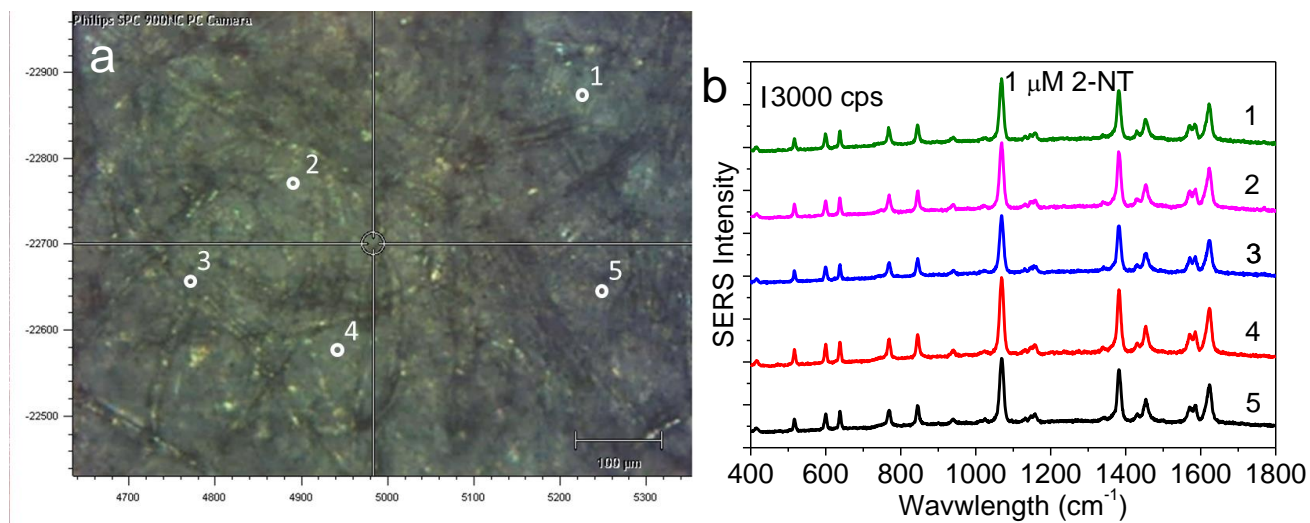 Philips SPC 900NC PC Camera
a
-22900
-22800
-22700
-22600
-22500
1
2
3
4
5
100 µm
4700 4800 4900 5000 5100 5200 5300
b
3000 cps
1 µM 2-NT
1
2
3
4
5
SERS Intensity
400 600 800 1000 1200 1400 1600 1800
Wavwlength (cm⁻¹)